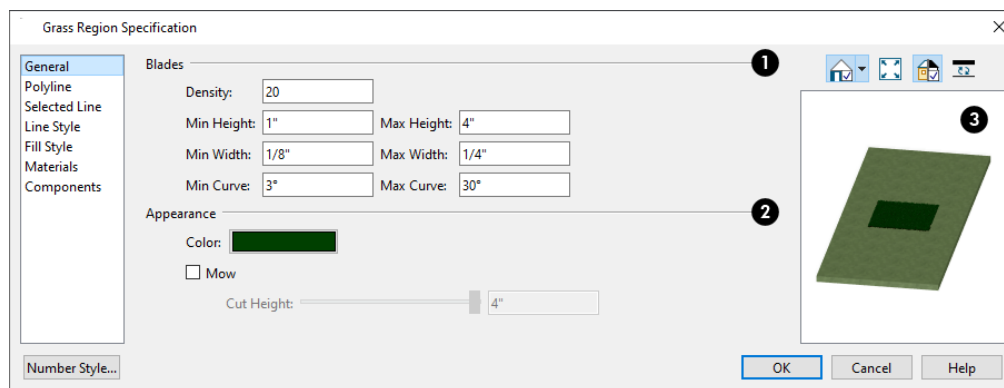 Grass Region Specification
General
Polyline
Selected Line
Line Style
Fill Style
Materials
Components
Blades
1
Density: 20
Min Height: 1" Max Height: 4"
Min Width: 1/8" Max Width: 1/4"
Min Curve: 3° Max Curve: 30°
Appearance
2
Color:
Mow
Cut Height: 4"
3
Number Style...
OK Cancel Help